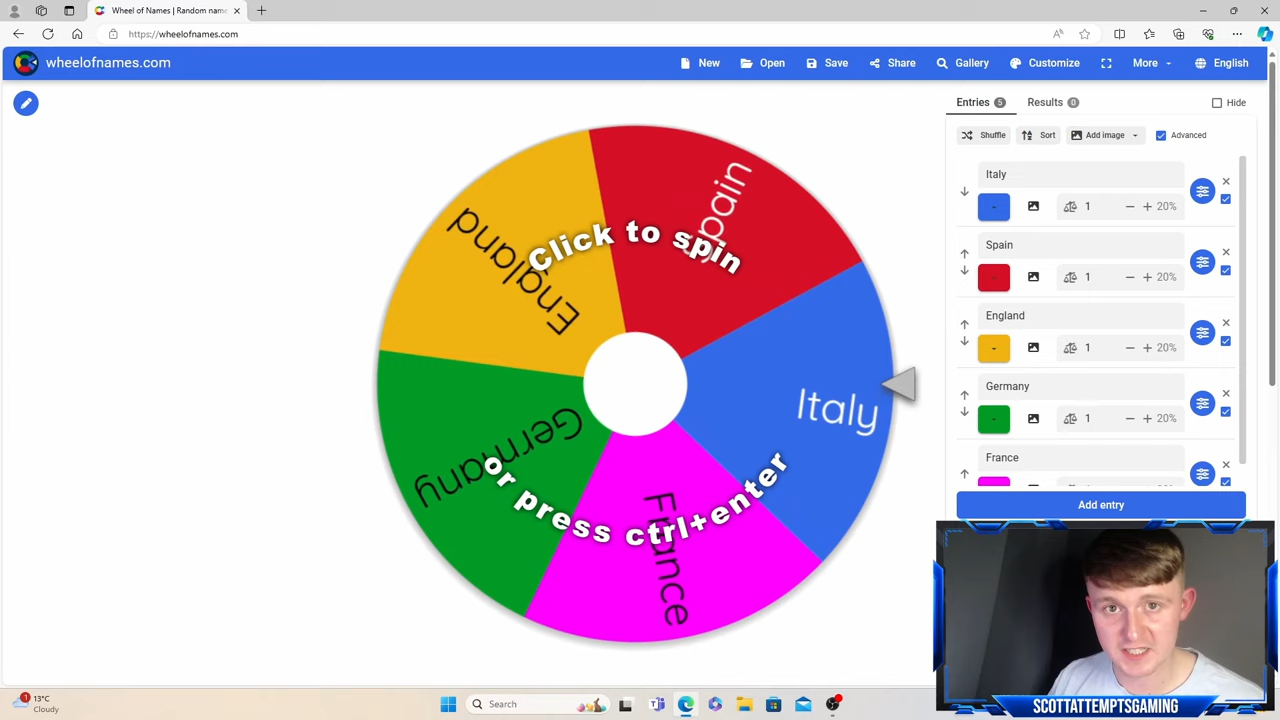 Wheel of Names | Random name
https://wheelofnames.com
wheelofnames.com
New
Open
Save
Share
Gallery
Customize
More
English
Entries 5
Results 0
Hide
Shuffle
Sort
Add image
Advanced
Italy
1
20%
Spain
1
20%
England
1
20%
Germany
1
20%
France
Add entry
Spain
England
Italy
Germany
France
Click to spin
or press ctrl+enter
1
13°C
Cloudy
Search
SCOTTATTEMPTSGAMING